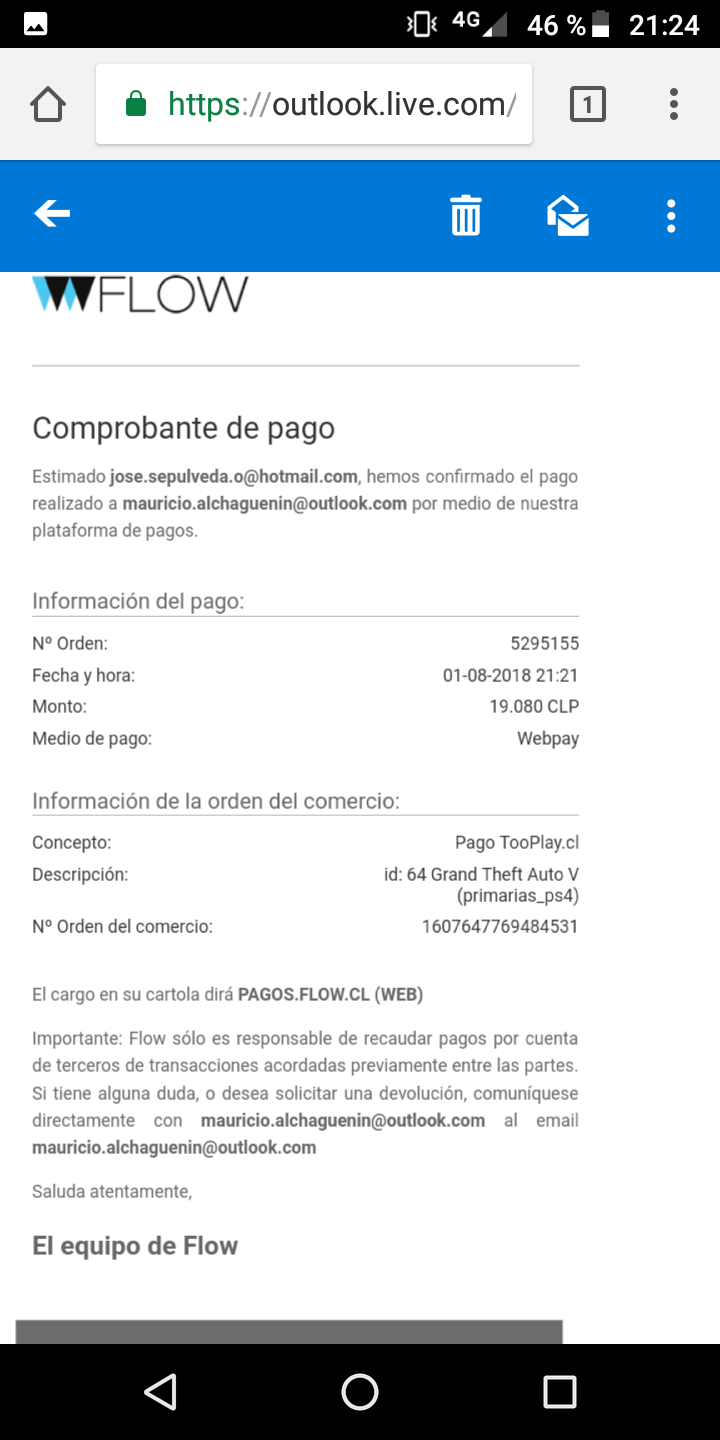 4G 46 % 21:24
https://outlook.live.com/ 1
FLOW
Comprobante de pago
Estimado jose.sepulveda.o@hotmail.com, hemos confirmado el pago
realizado a mauricio.alchaguenin@outlook.com por medio de nuestra
plataforma de pagos.
Información del pago:
Nº Orden: 5295155
Fecha y hora: 01-08-2018 21:21
Monto: 19.080 CLP
Medio de pago: Webpay
Información de la orden del comercio:
Concepto: Pago TooPlay.cl
Descripción: id: 64 Grand Theft Auto V
(primarias_ps4)
Nº Orden del comercio: 1607647769484531
El cargo en su cartola dirá PAGOS.FLOW.CL (WEB)
Importante: Flow sólo es responsable de recaudar pagos por cuenta
de terceros de transacciones acordadas previamente entre las partes.
Si tiene alguna duda, o desea solicitar una devolución, comuníquese
directamente con mauricio.alchaguenin@outlook.com al email
mauricio.alchaguenin@outlook.com
Saluda atentamente,
El equipo de Flow